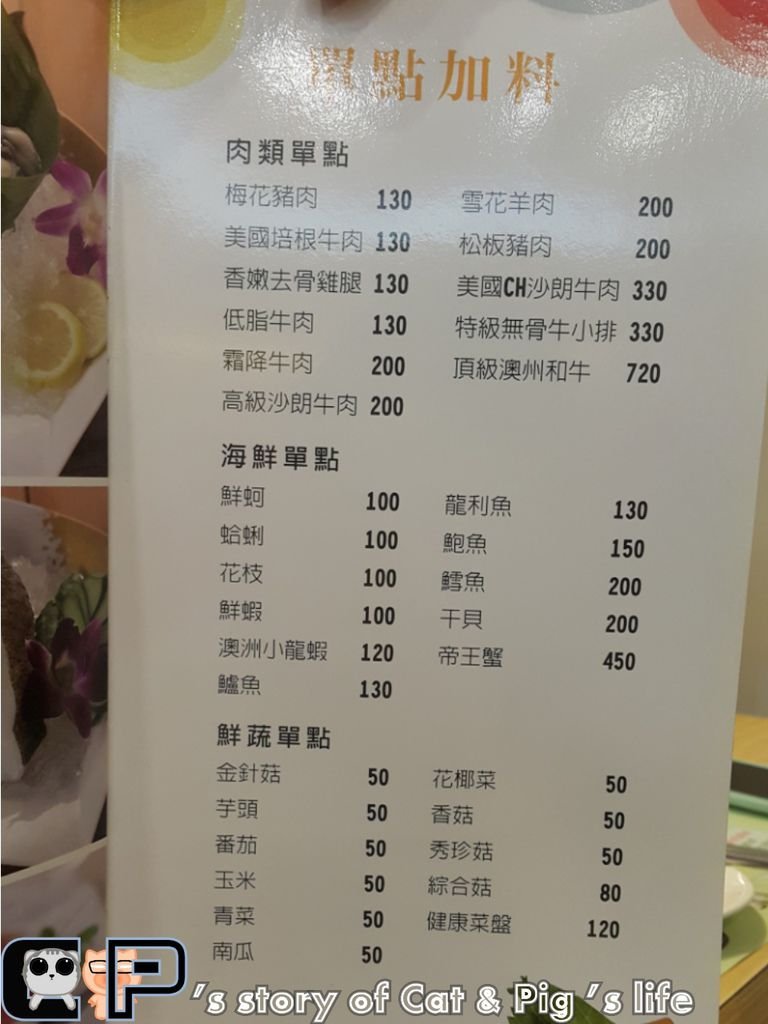 單點加料
肉類單點
梅花豬肉 130
美國培根牛肉 130
香嫩去骨雞腿 130
低脂牛肉 130
霜降牛肉 200
高級沙朗牛肉 200
雪花羊肉 200
松板豬肉 200
美國CH沙朗牛肉 330
特級無骨牛小排 330
頂級澳州和牛 720
海鮮單點
鮮蚵 100
蛤蜊 100
花枝 100
鮮蝦 100
澳洲小龍蝦 120
鱸魚 130
龍利魚 130
鮑魚 150
鱈魚 200
干貝 200
帝王蟹 450
鮮蔬單點
金針菇 50
芋頭 50
番茄 50
玉米 50
青菜 50
南瓜 50
花椰菜 50
香菇 50
秀珍菇 50
綜合菇 80
健康菜盤 120
CP's story of Cat & Pig's life